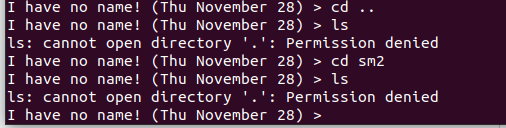 I have no name! (Thu November 28) > cd ..
I have no name! (Thu November 28) > ls
ls: cannot open directory '.': Permission denied
I have no name! (Thu November 28) > cd sm2
I have no name! (Thu November 28) > ls
ls: cannot open directory '.': Permission denied
I have no name! (Thu November 28) >